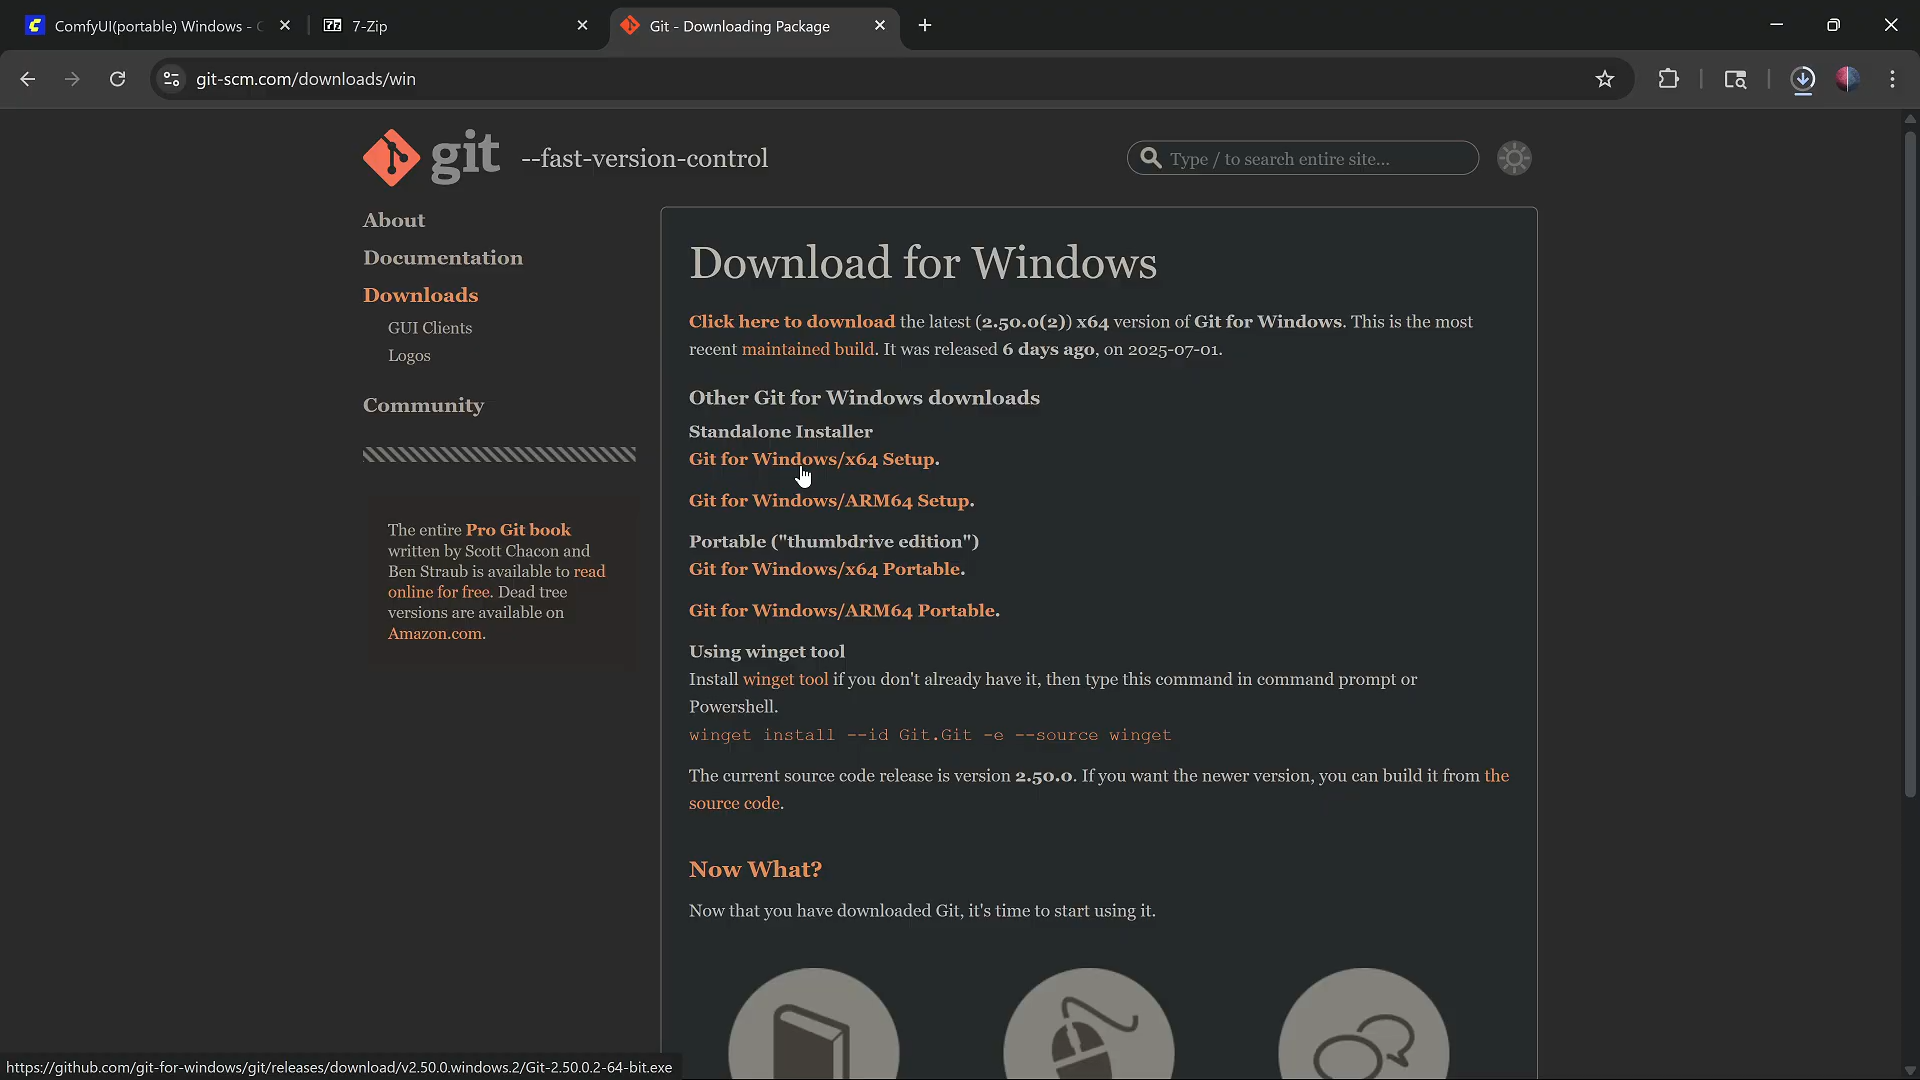 ComfyUI(portable) Windows -
7-Zip
Git - Downloading Package
git-scm.com/downloads/win
git --fast-version-control
Type / to search entire site...
About
Documentation
Downloads
GUI Clients
Logos
Community
The entire Pro Git book
written by Scott Chacon and
Ben Straub is available to read
online for free. Dead tree
versions are available on
Amazon.com.
Download for Windows
Click here to download the latest (2.50.0(2)) x64 version of Git for Windows. This is the most
recent maintained build. It was released 6 days ago, on 2025-07-01.
Other Git for Windows downloads
Standalone Installer
Git for Windows/x64 Setup.
Git for Windows/ARM64 Setup.
Portable ("thumbdrive edition")
Git for Windows/x64 Portable.
Git for Windows/ARM64 Portable.
Using winget tool
Install winget tool if you don't already have it, then type this command in command prompt or
Powershell.
winget install --id Git.Git -e --source winget
The current source code release is version 2.50.0. If you want the newer version, you can build it from the
source code.
Now What?
Now that you have downloaded Git, it's time to start using it.
https://github.com/git-for-windows/git/releases/download/v2.50.0.windows.2/Git-2.50.0.2-64-bit.exe